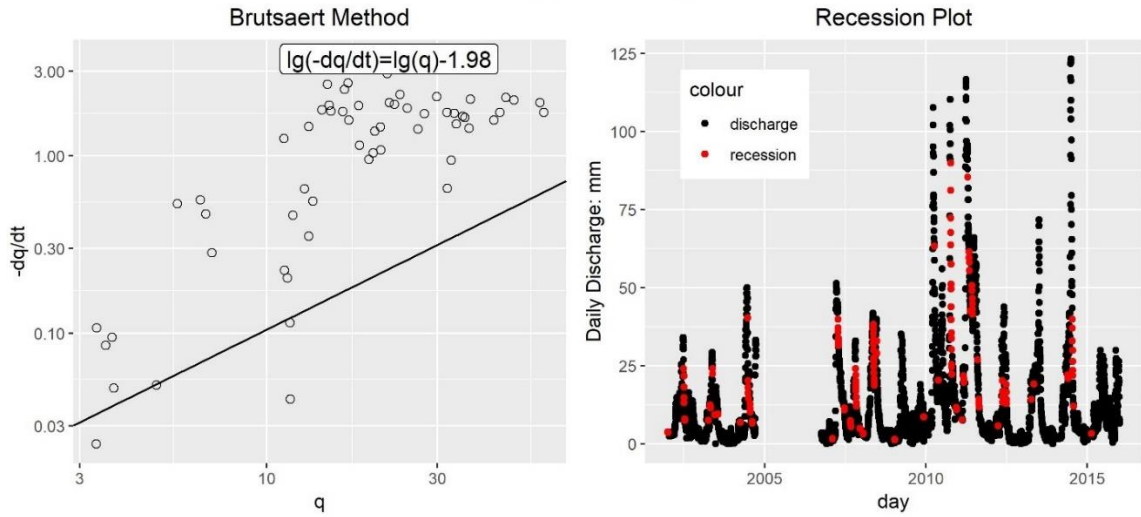 Brutsaert Method
lg(-dq/dt)=lg(q)-1.98
3.00
1.00
0.30
0.10
0.03
-dq/dt
3
10
30
q
Recession Plot
125
100
75
50
25
0
Daily Discharge: mm
colour
discharge
recession
2005
2010
2015
day